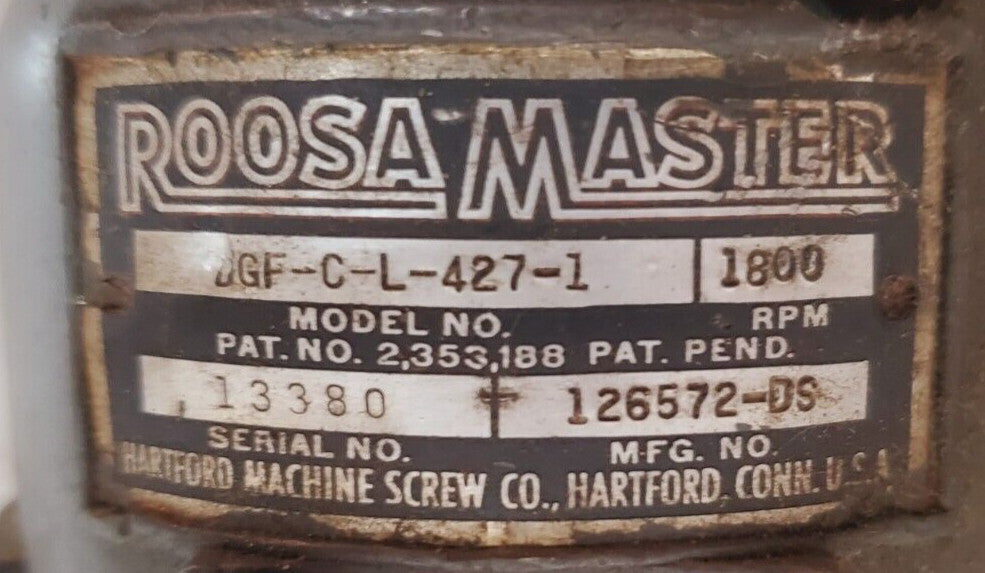 ROOSA MASTER
DGF-C-L-427-1 1800
MODEL NO. RPM
PAT. NO. 2,353,188 PAT. PEND.
13380 126572-DS
SERIAL NO. MFG. NO.
HARTFORD MACHINE SCREW CO., HARTFORD, CONN. U.S.A.